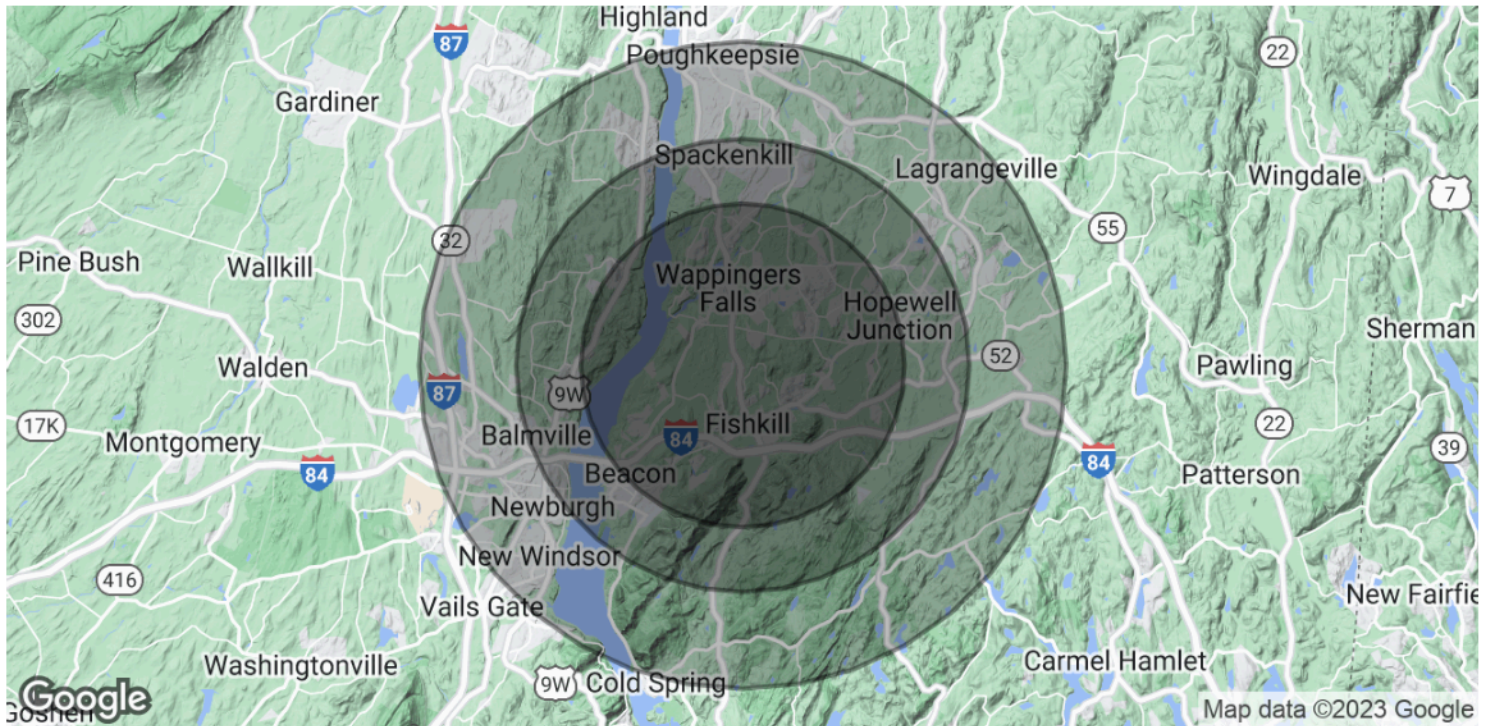 Highland
87
Poughkeepsie
22
Gardiner
Spackenkill
Lagrangeville
Wingdale
7
55
32
Pine Bush
Wallkill
Wappingers
Falls
Hopewell
Junction
302
Sherman
52
Walden
Pawling
87
9W
17K
Montgomery
Balmville
84
Fishkill
22
39
84
Beacon
84
Patterson
Newburgh
New Windsor
416
Vails Gate
New Fairfie
Washingtonville
Carmel Hamlet
9W
Cold Spring
Google
Goshen
Map data ©2023 Google